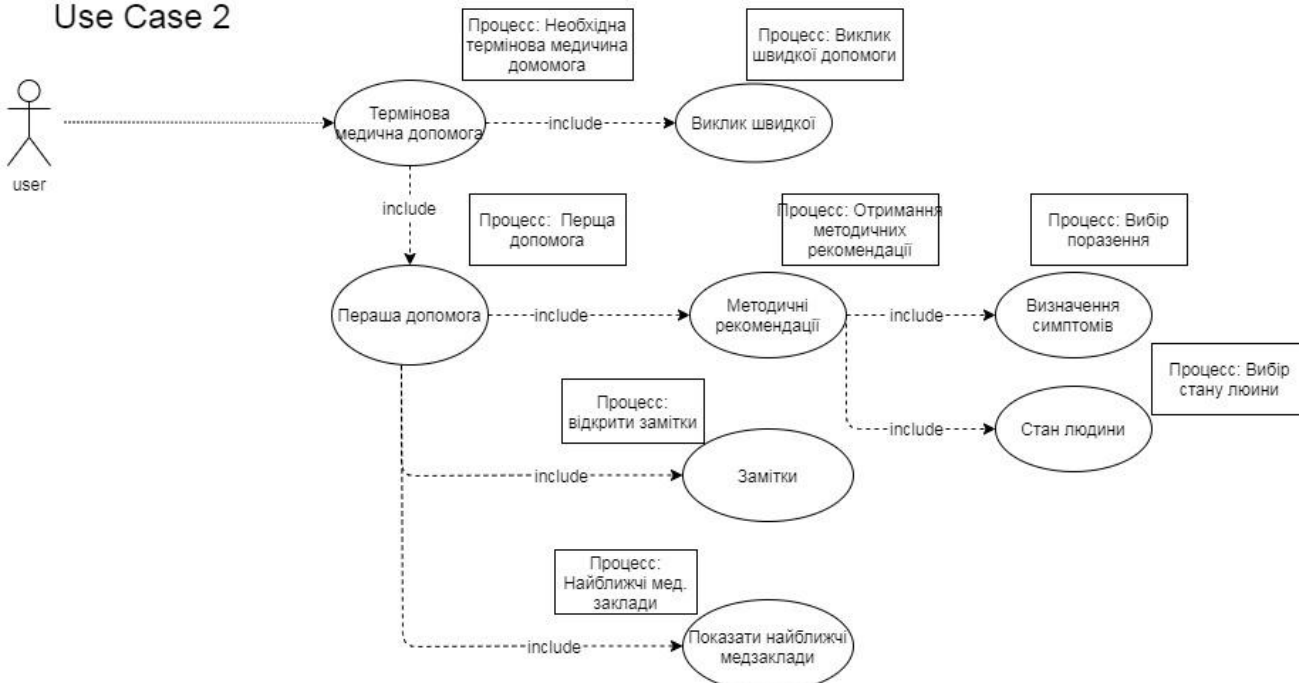 Use Case 2
Процесс: Необхідна
термінова медичина
домомога
Процесс: Виклик
швидкої допомоги
Термінова
медична допомога
include
Виклик швидкої
user
include
Процесс: Перща
допомога
Процесс: Отримання
методичних
рекомендації
Процесс: Вибір
поразення
Пераша допомога
include
Методичні
рекомендації
include
Визначення
симптомів
Процесс: Вибір
стану люини
Процесс:
відкрити замітки
include
Стан людини
include
Замітки
Процесс:
Найближчі мед.
заклади
include
Показати найближчі
медзаклади